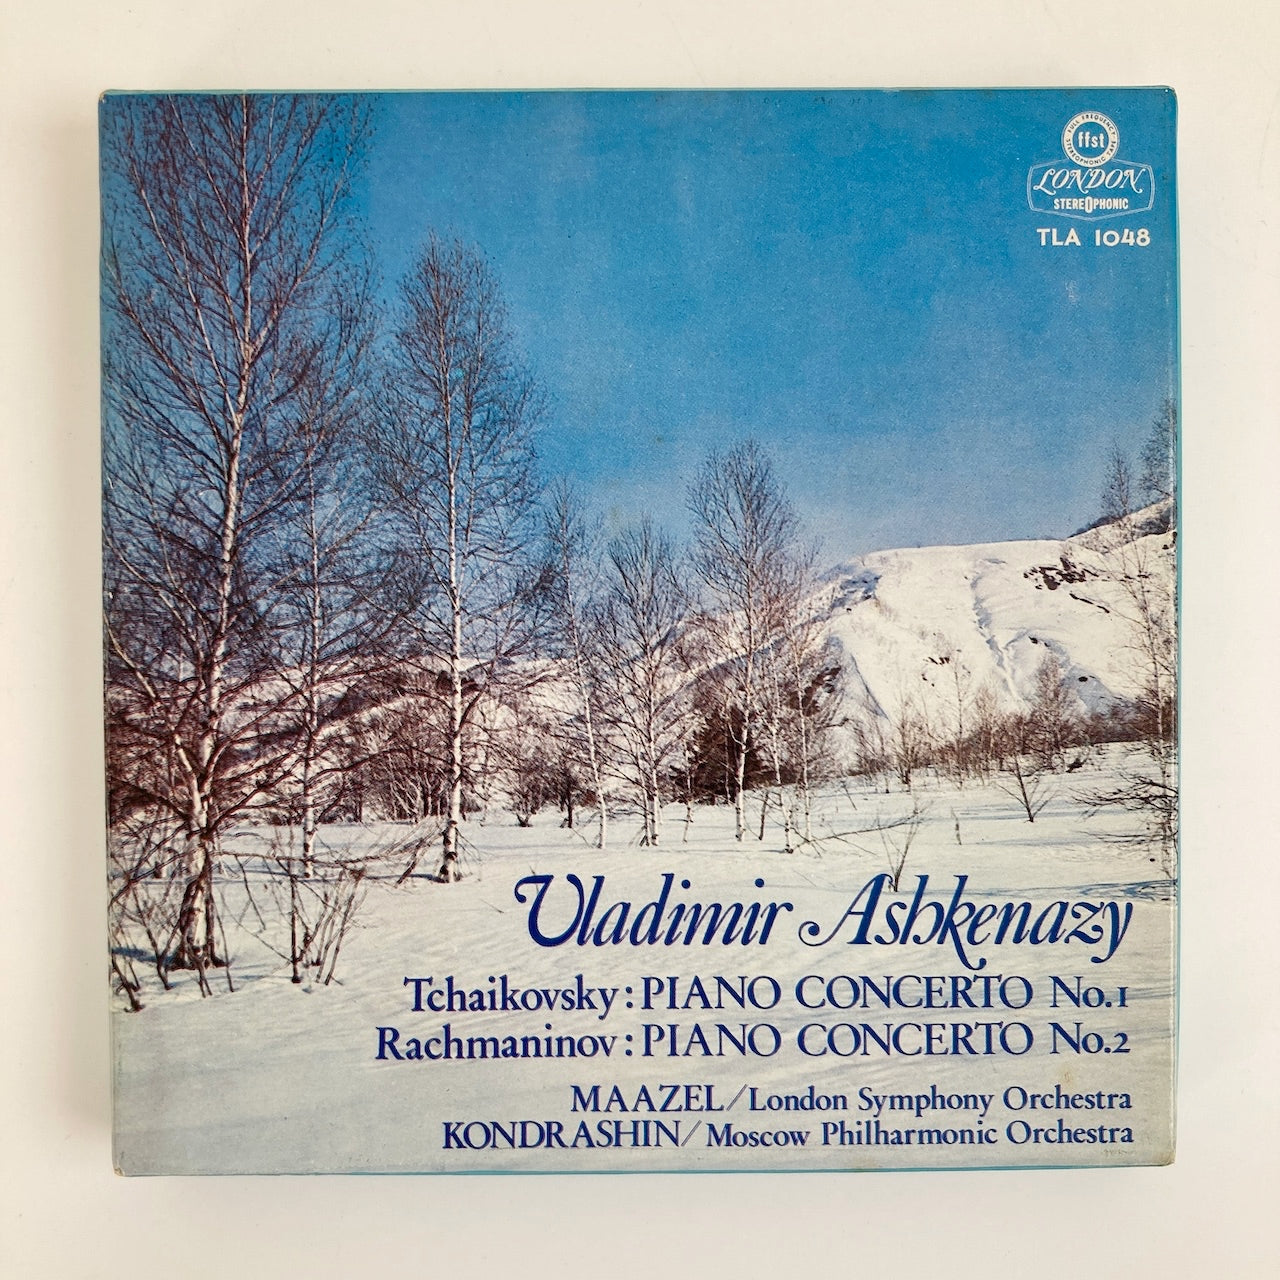 FULL FREQUENCY
ffst
STEREOPHONIC TAPE
LONDON
STEREOPHONIC
TLA 1048
Vladimir Ashkenazy
Tchaikovsky: PIANO CONCERTO No.1
Rachmaninov: PIANO CONCERTO No.2
MAAZEL/London Symphony Orchestra
KONDRASHIN/Moscow Philharmonic Orchestra